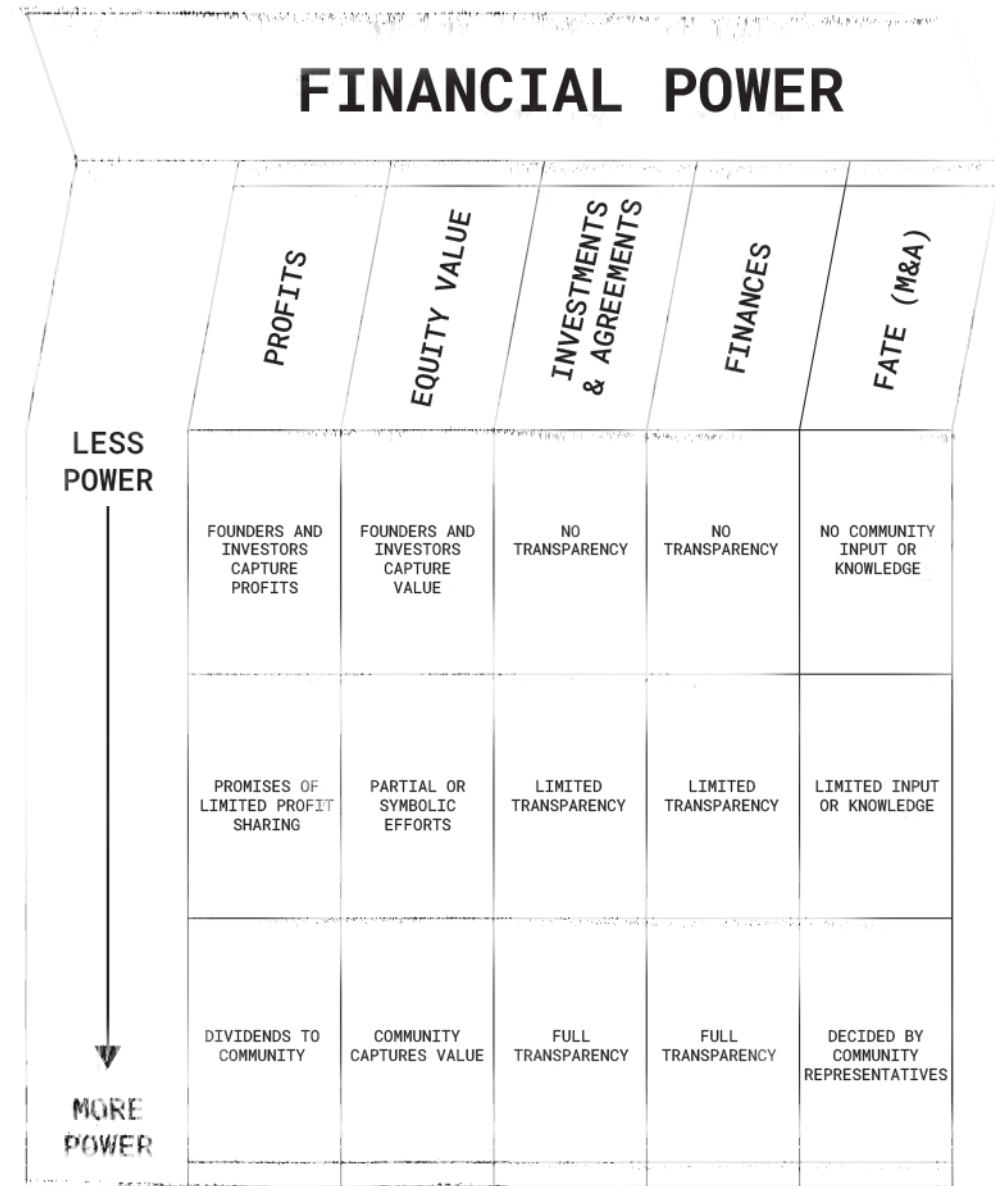 FINANCIAL POWER
PROFITS
EQUITY VALUE
INVESTMENTS
& AGREEMENTS
FINANCES
FATE (M&A)
LESS
POWER
FOUNDERS AND
INVESTORS
CAPTURE
PROFITS
FOUNDERS AND
INVESTORS
CAPTURE
VALUE
NO
TRANSPARENCY
NO
TRANSPARENCY
NO COMMUNITY
INPUT OR
KNOWLEDGE
PROMISES OF
LIMITED PROFIT
SHARING
PARTIAL OR
SYMBOLIC
EFFORTS
LIMITED
TRANSPARENCY
LIMITED
TRANSPARENCY
LIMITED INPUT
OR KNOWLEDGE
DIVIDENDS TO
COMMUNITY
COMMUNITY
CAPTURES VALUE
FULL
TRANSPARENCY
FULL
TRANSPARENCY
DECIDED BY
COMMUNITY
REPRESENTATIVES
MORE
POWER